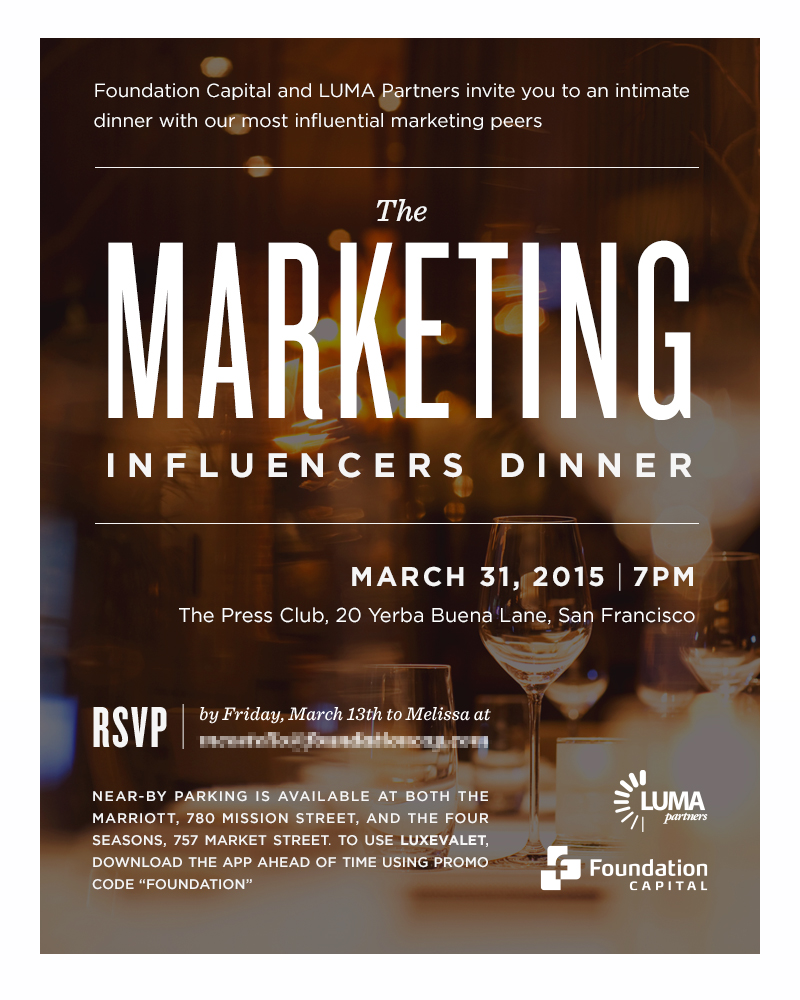 Foundation Capital and LUMA Partners invite you to an intimate
dinner with our most influential marketing peers
The
MARKETING
INFLUENCERS DINNER
MARCH 31, 2015 | 7PM
The Press Club, 20 Yerba Buena Lane, San Francisco
RSVP
by Friday, March 13th to Melissa at
NEAR-BY PARKING IS AVAILABLE AT BOTH THE
MARRIOTT, 780 MISSION STREET, AND THE FOUR
SEASONS, 757 MARKET STREET. TO USE LUXEVALET,
DOWNLOAD THE APP AHEAD OF TIME USING PROMO
CODE “FOUNDATION”
LUMA
partners
Foundation
CAPITAL